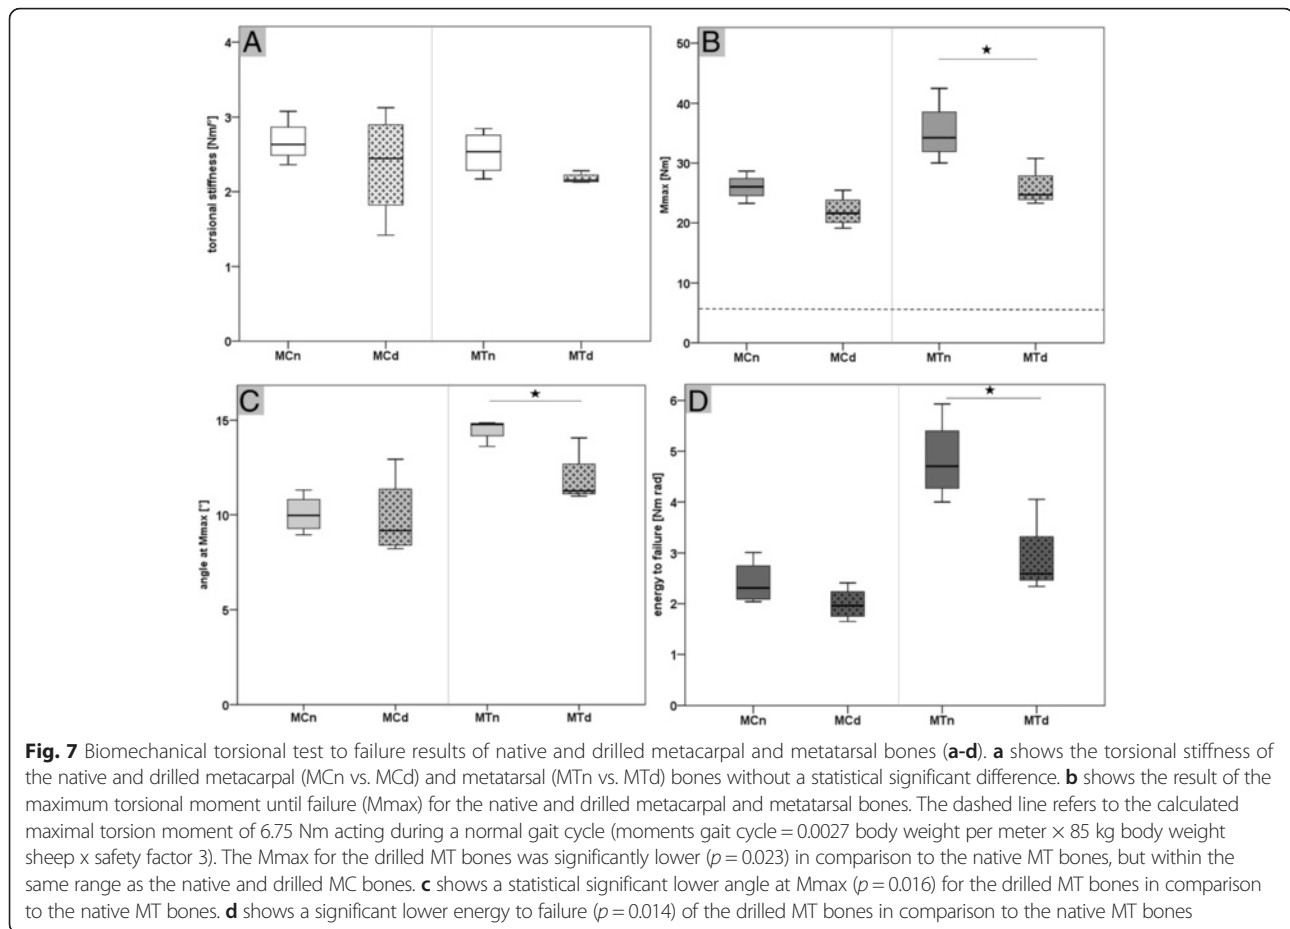 A
torsional stiffness [Nm/°]
4
3
2
1
0
MCn MCd MTn MTd
B
★
Mmax [Nm]
50
40
30
20
10
0
MCn MCd MTn MTd
C
★
angle at Mmax [°]
15
10
5
0
MCn MCd MTn MTd
D
★
energy to failure [Nm rad]
6
5
4
3
2
1
0
MCn MCd MTn MTd
Fig. 7 Biomechanical torsional test to failure results of native and drilled metacarpal and metatarsal bones (a-d). a shows the torsional stiffness of
the native and drilled metacarpal (MCn vs. MCd) and metatarsal (MTn vs. MTd) bones without a statistical significant difference. b shows the result of the
maximum torsional moment until failure (Mmax) for the native and drilled metacarpal and metatarsal bones. The dashed line refers to the calculated
maximal torsion moment of 6.75 Nm acting during a normal gait cycle (moments gait cycle = 0.0027 body weight per meter × 85 kg body weight
sheep x safety factor 3). The Mmax for the drilled MT bones was significantly lower (p = 0.023) in comparison to the native MT bones, but within the
same range as the native and drilled MC bones. c shows a statistical significant lower angle at Mmax (p = 0.016) for the drilled MT bones in comparison
to the native MT bones. d shows a significant lower energy to failure (p = 0.014) of the drilled MT bones in comparison to the native MT bones